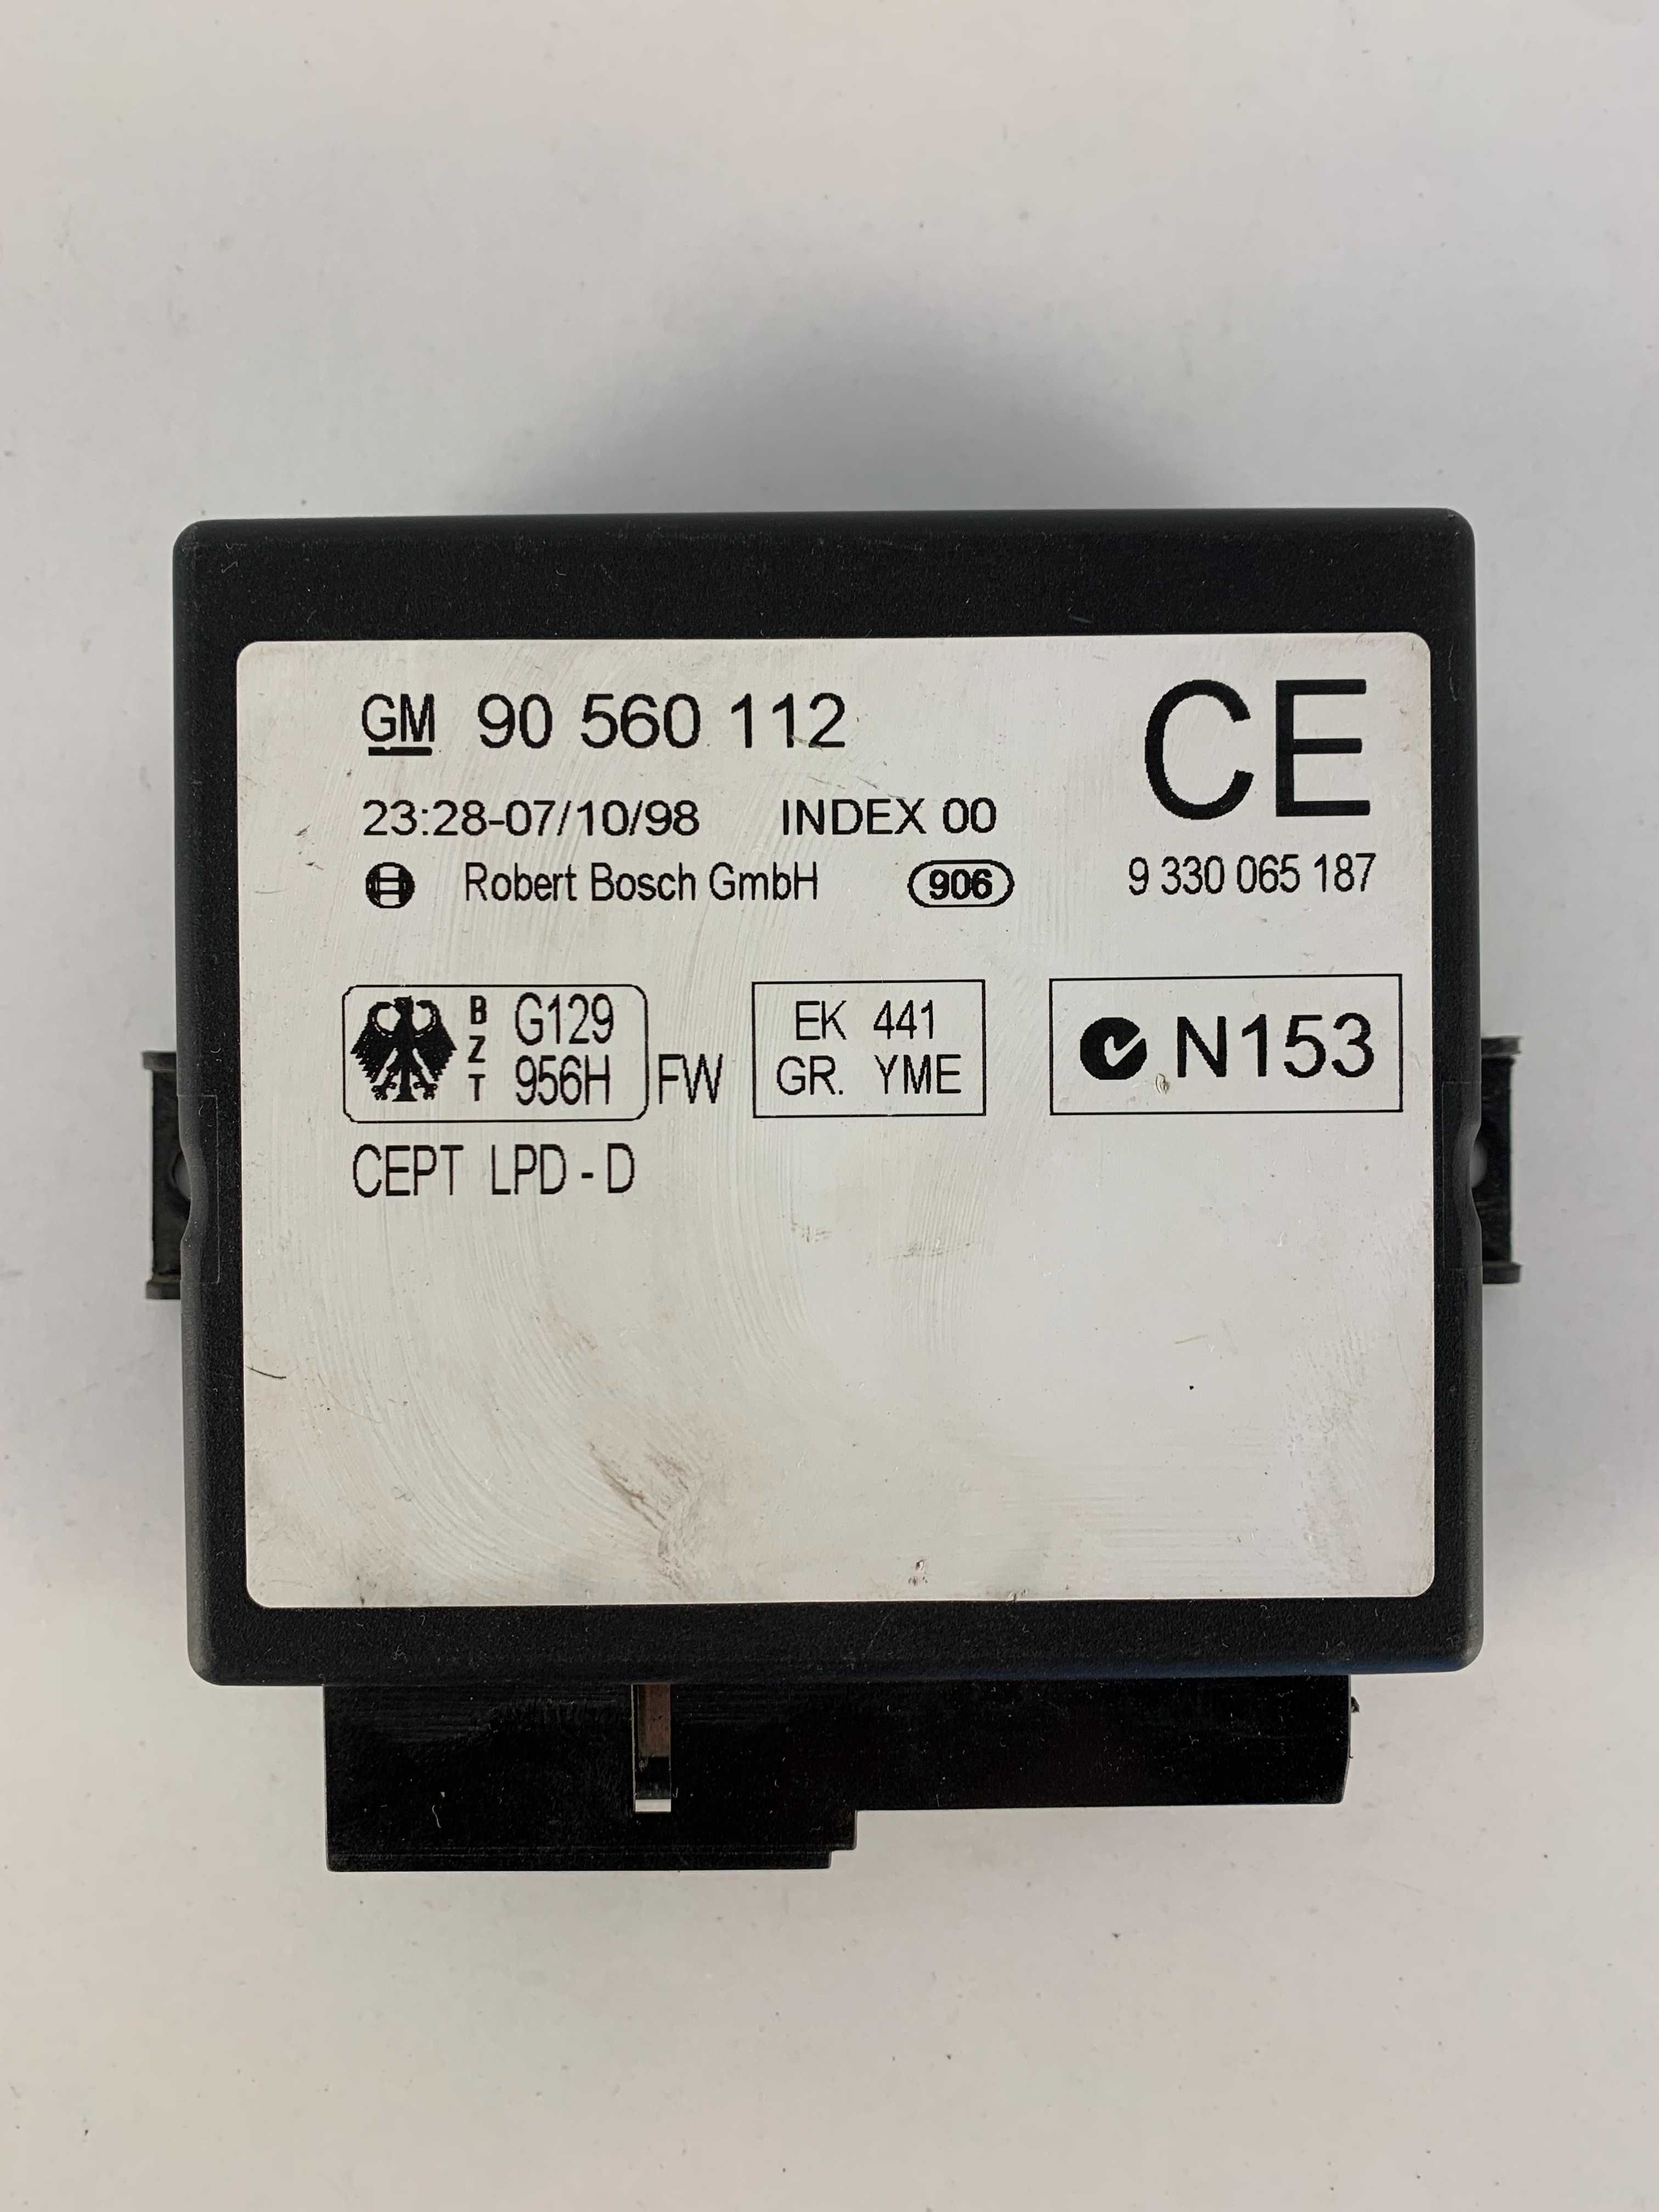 GM 90 560 112
CE
23:28-07/10/98 INDEX 00
Robert Bosch GmbH 906 9 330 065 187
BZT G129 956H FW
EK 441
GR. YME
N153
CEPT LPD - D